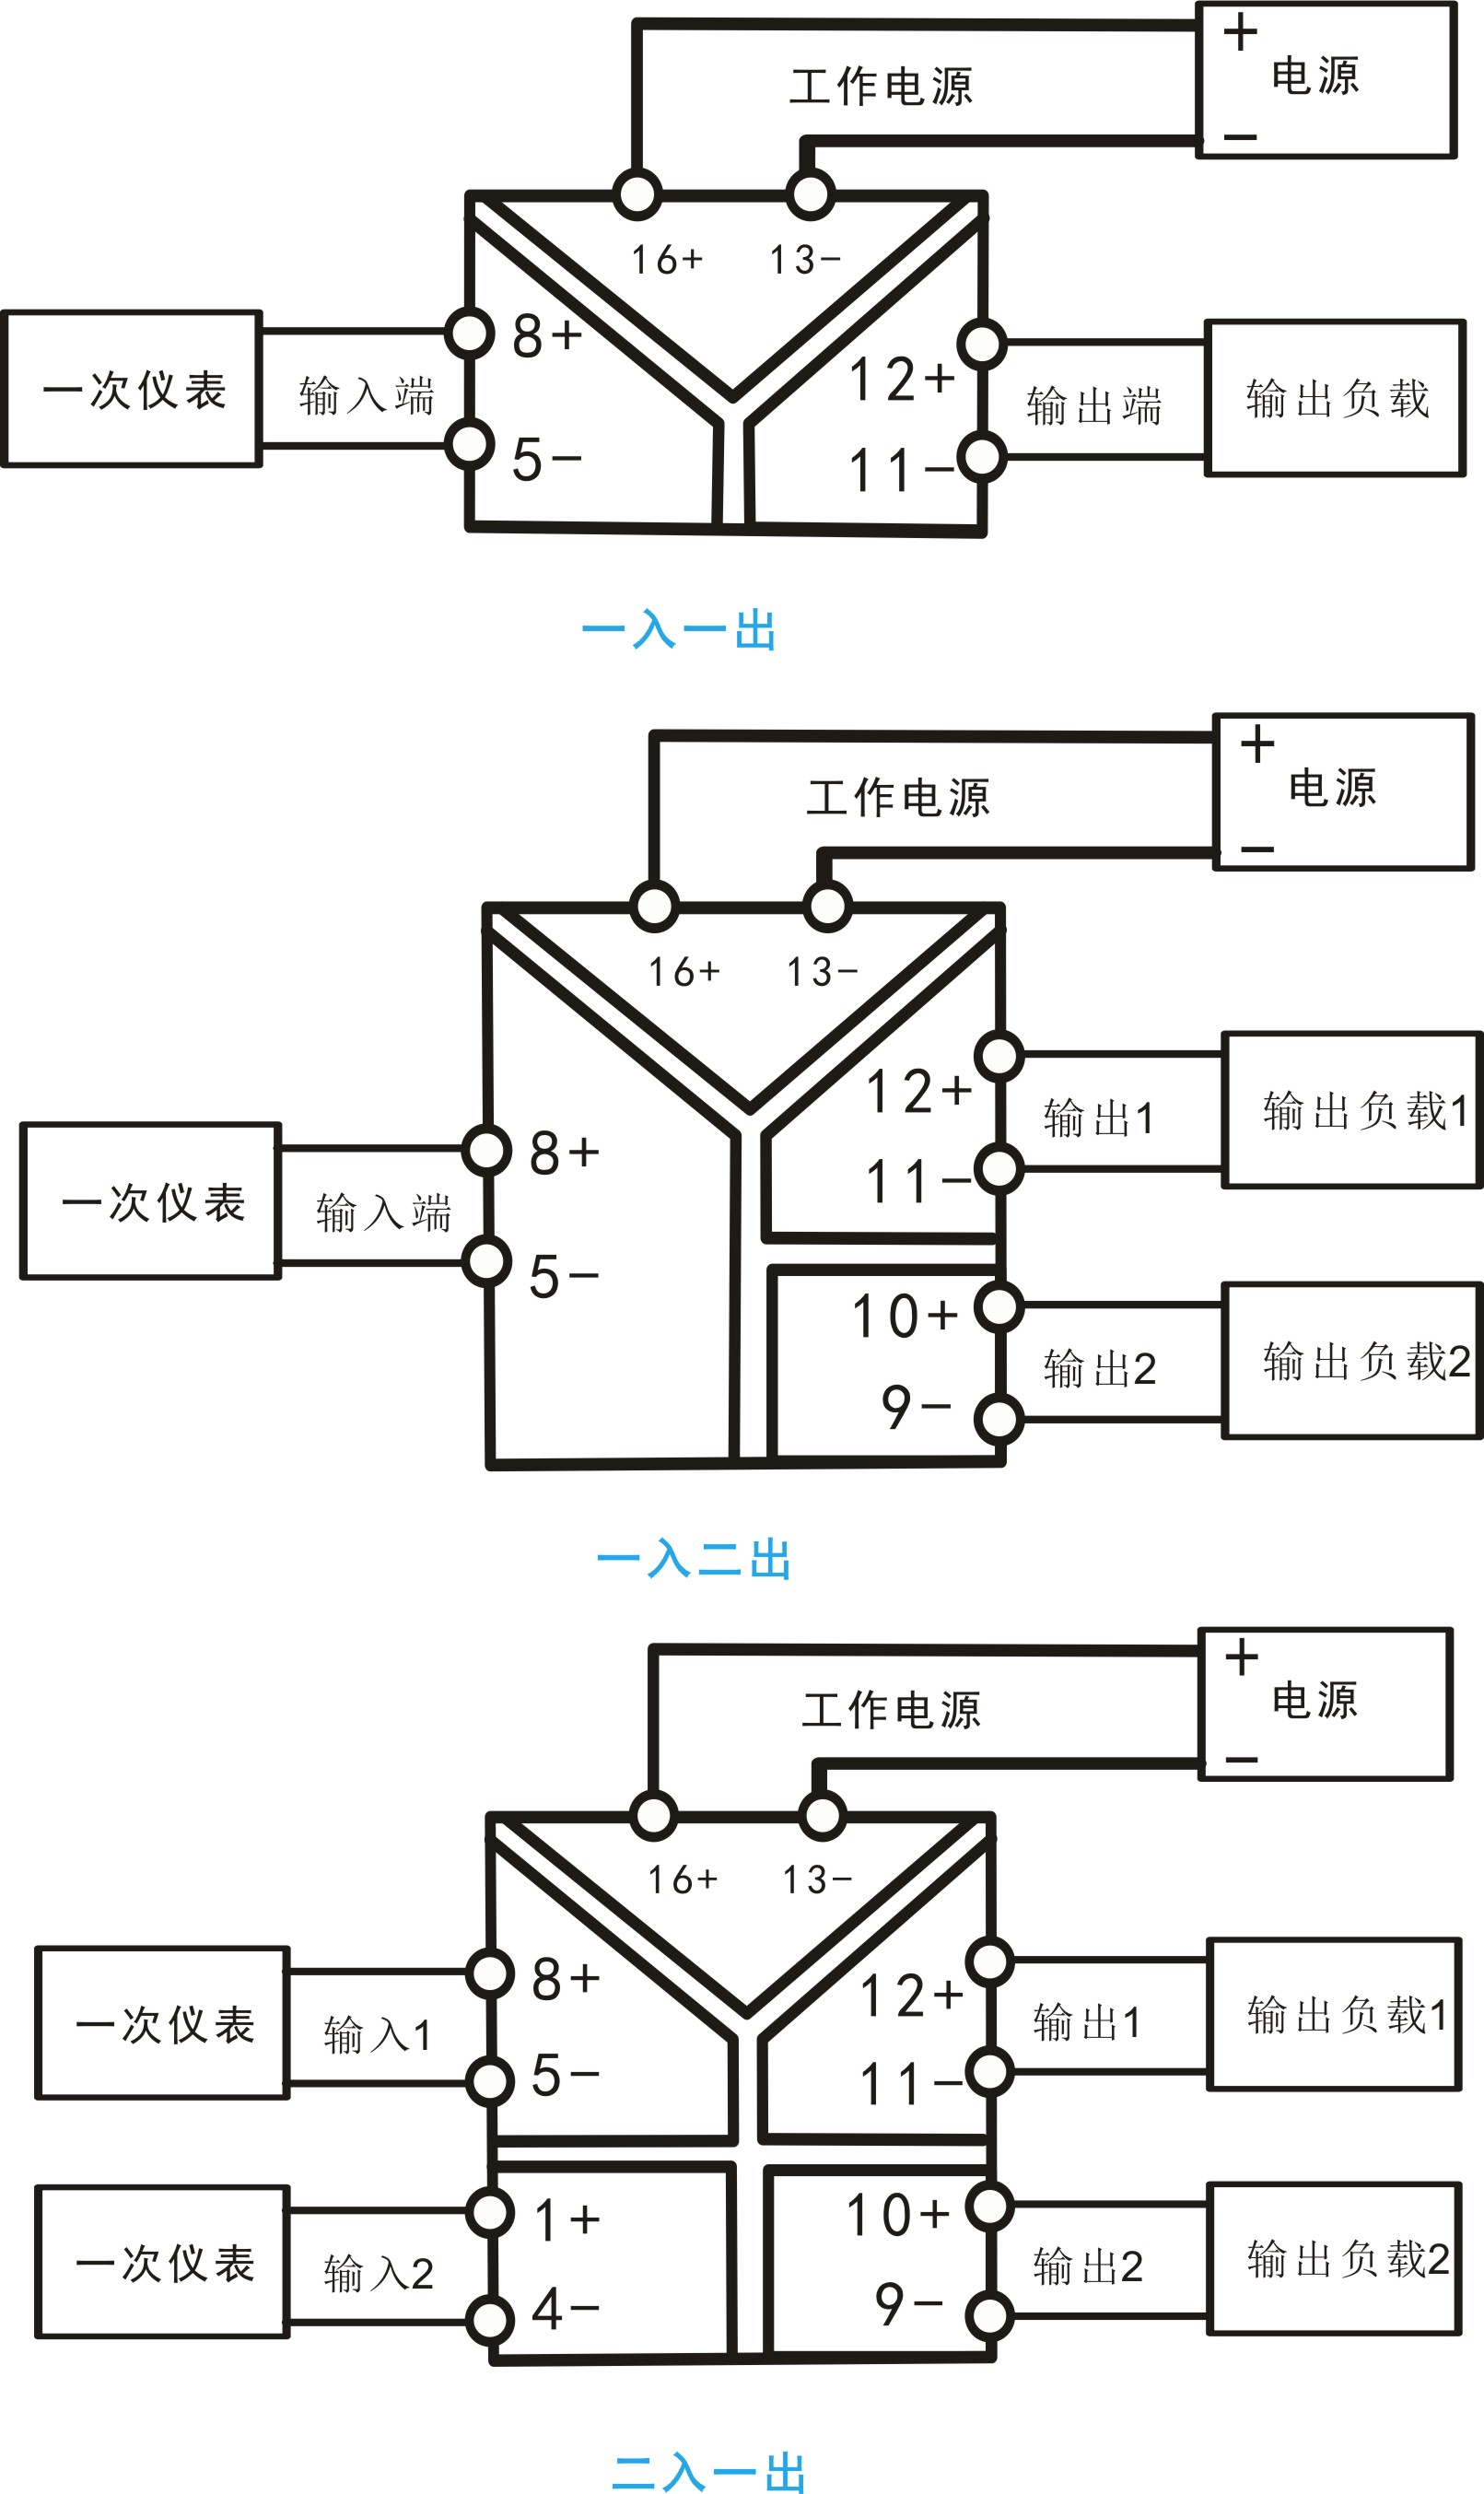 +
工作电源
电源
−
16+ 13−
8+
12+
一次仪表
输入端
输出端
输出负载
5−
11−
一入一出
+
工作电源
电源
−
16+ 13−
12+
输出1
输出负载1
8+
11−
一次仪表
输入端
5−
10+
输出2
输出负载2
9−
一入二出
+
工作电源
电源
−
16+ 13−
8+
12+
一次仪表
输入1
输出1
输出负载1
5−
11−
1+
10+
一次仪表
输入2
输出2
输出负载2
4−
9−
二入一出